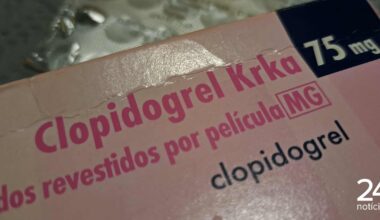 Clopidogrel Krka
75 mg
dos revestidos por película MG
clopidogrel
24
notíci